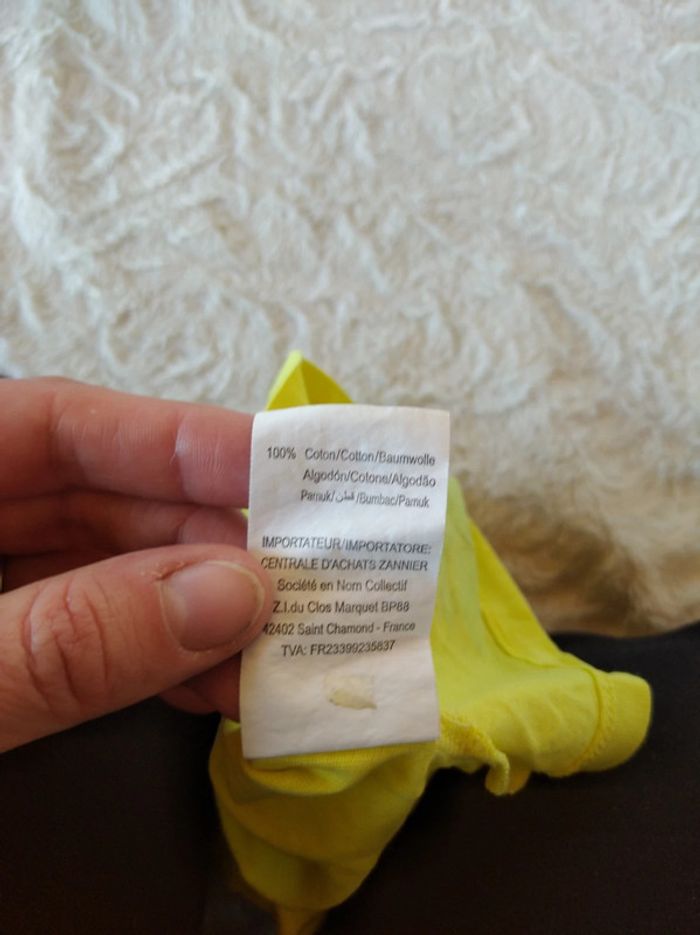 100% Coton/Cotton/Baumwolle
Algodón/Cotone/Algodão
Pamuk/قطن/Bumbac/Pamuk
IMPORTATEUR/IMPORTATORE:
CENTRALE D'ACHATS ZANNIER
Société en Nom Collectif
Z.I.du Clos Marquet BP88
42402 Saint Chamond - France
TVA: FR23399235837